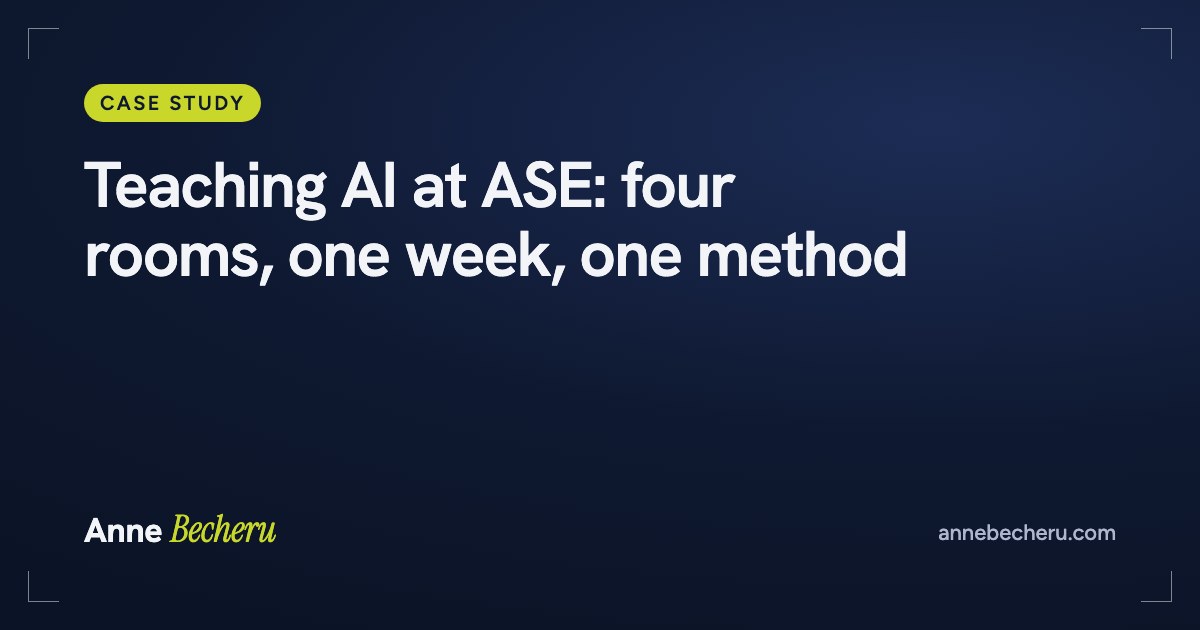 CASE STUDY
Teaching AI at ASE: four
rooms, one week, one method
Anne Becheru
annebecheru.com